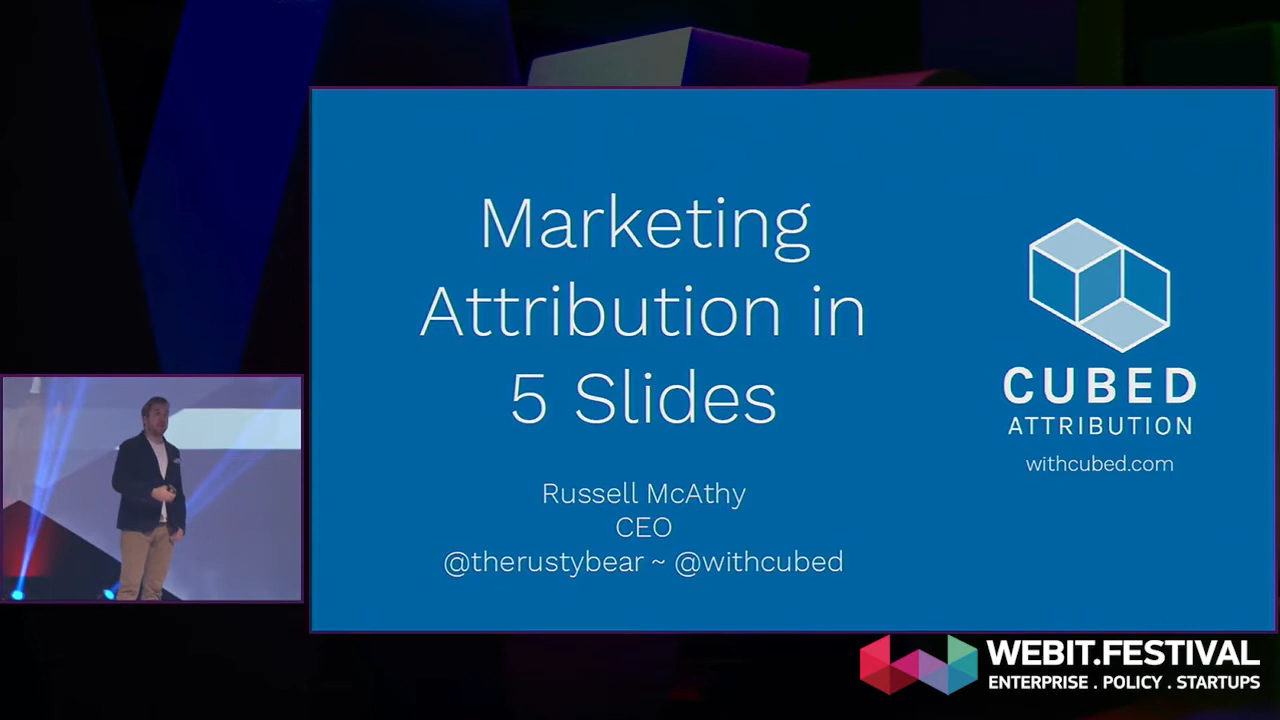 Marketing
Attribution in
5 Slides
Russell McAthy
CEO
@therustybear ~ @withcubed
CUBED
ATTRIBUTION
withcubed.com
WEBIT.FESTIVAL
ENTERPRISE . POLICY . STARTUPS